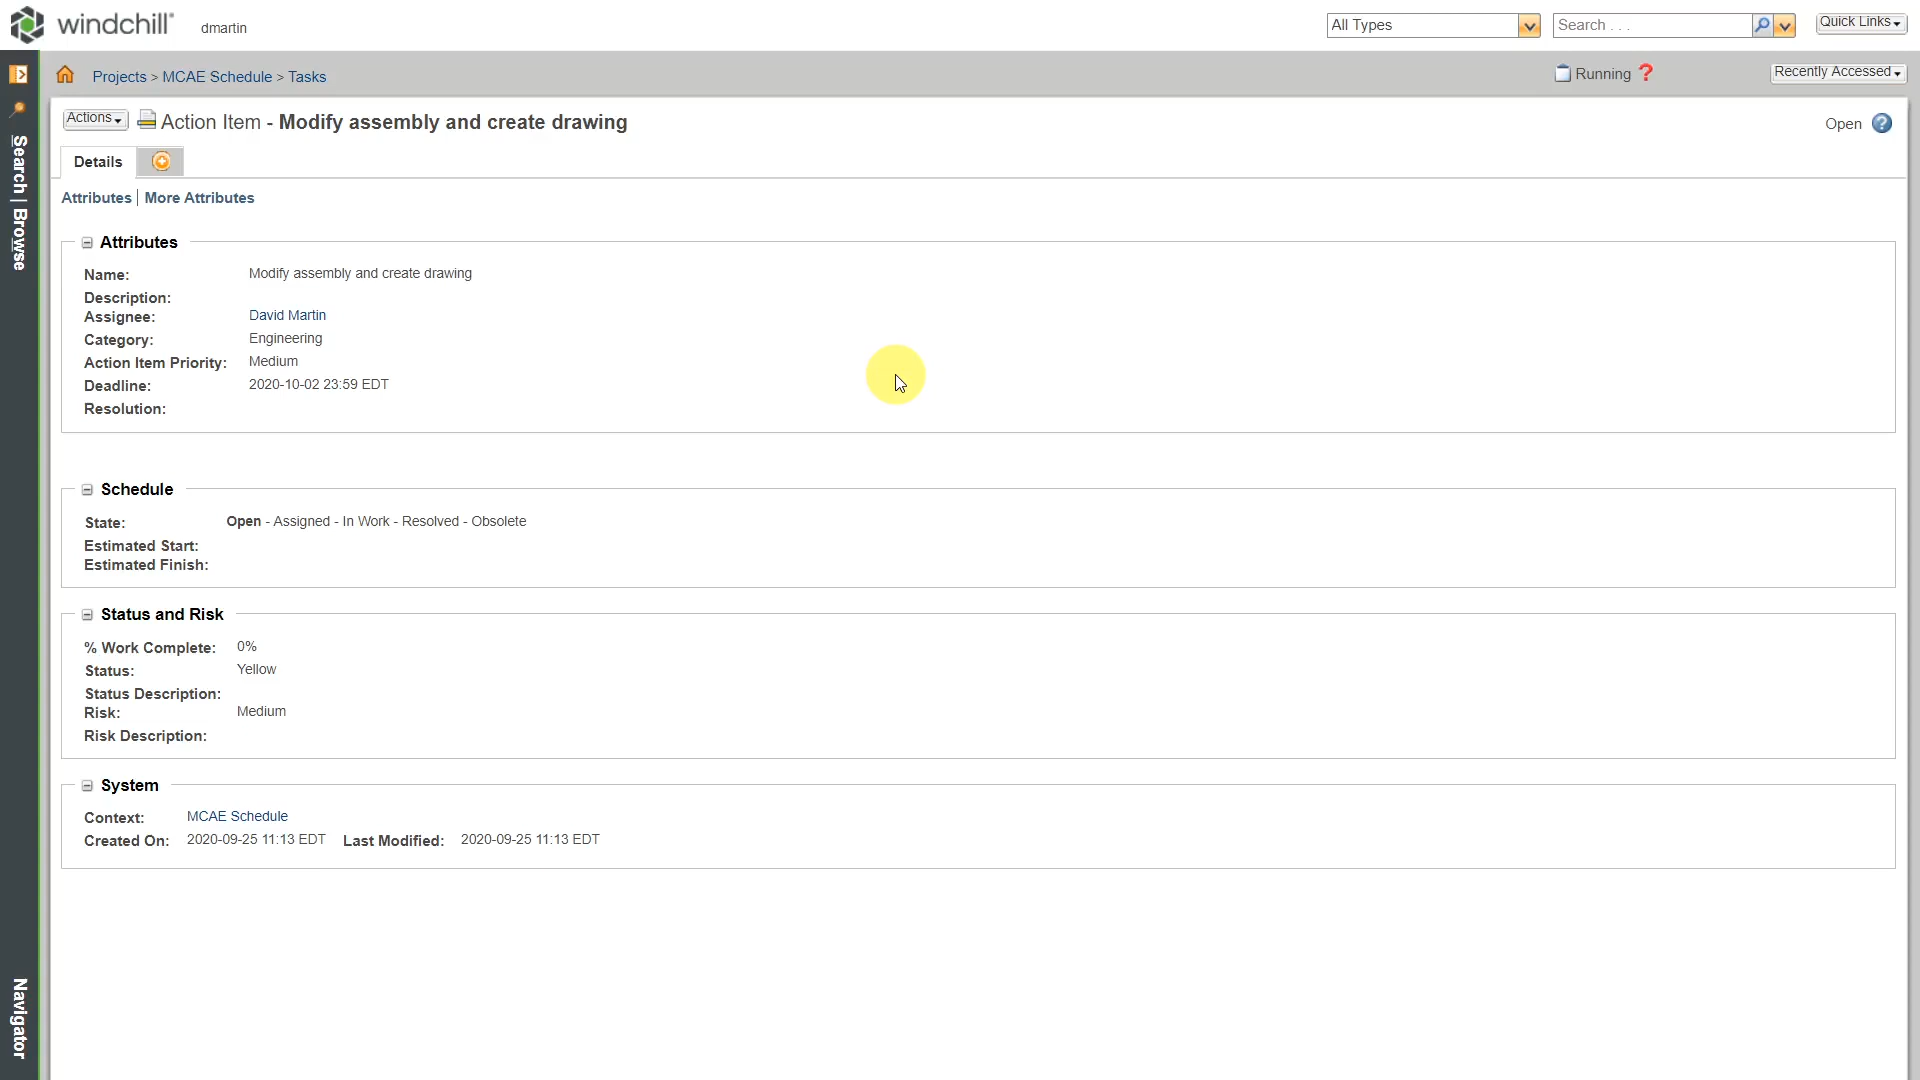 windchill
dmartin
All Types
Search . . .
Quick Links
Projects > MCAE Schedule > Tasks
Running ?
Recently Accessed
Actions
Action Item - Modify assembly and create drawing
Open ?
Details
Attributes | More Attributes
Search | Browse
Attributes
Name: Modify assembly and create drawing
Description:
Assignee: David Martin
Category: Engineering
Action Item Priority: Medium
Deadline: 2020-10-02 23:59 EDT
Resolution:
Schedule
State: Open - Assigned - In Work - Resolved - Obsolete
Estimated Start:
Estimated Finish:
Status and Risk
% Work Complete: 0%
Status: Yellow
Status Description:
Risk: Medium
Risk Description:
System
Context: MCAE Schedule
Created On: 2020-09-25 11:13 EDT Last Modified: 2020-09-25 11:13 EDT
Navigator